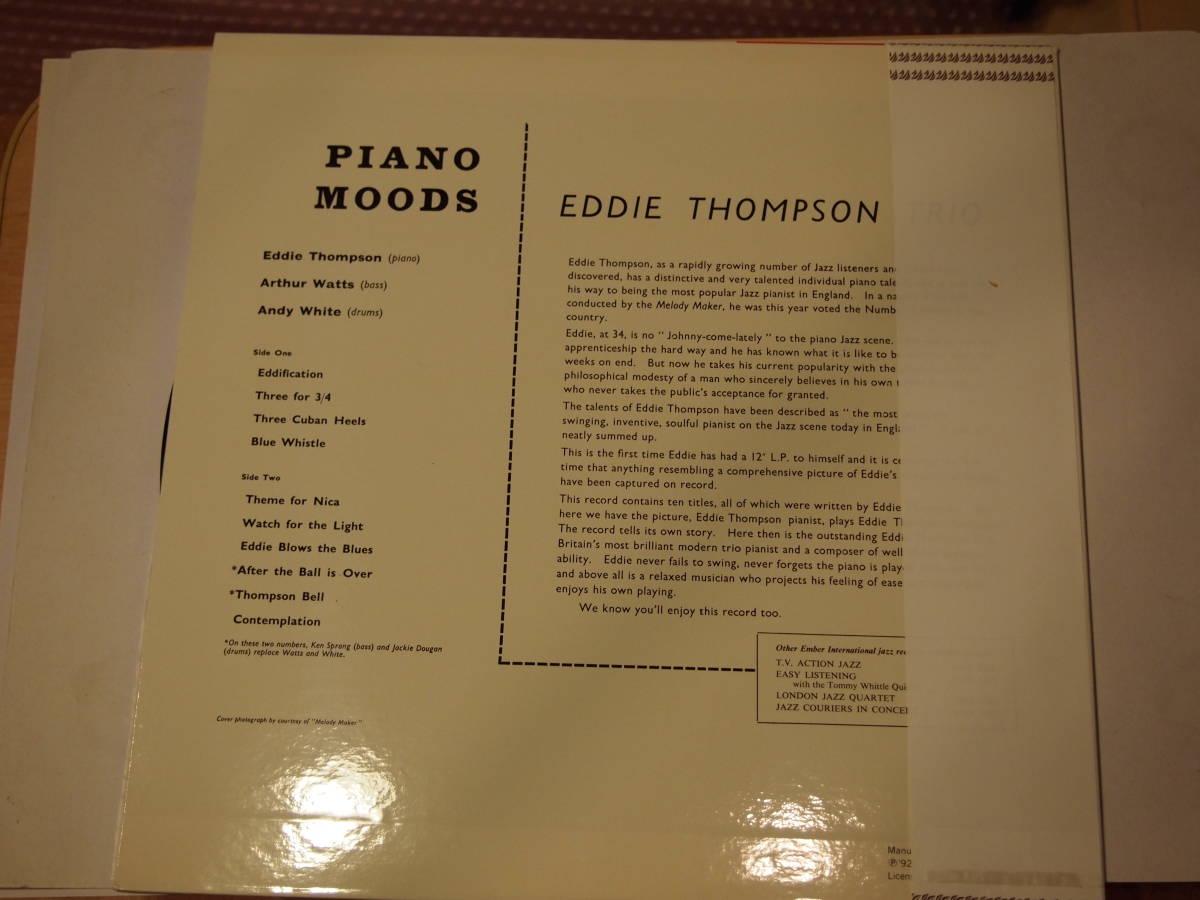 PIANO
MOODS
Eddie Thompson (piano)
Arthur Watts (bass)
Andy White (drums)
Side One
Eddification
Three for 3/4
Three Cuban Heels
Blue Whistle
Side Two
Theme for Nica
Watch for the Light
Eddie Blows the Blues
*After the Ball is Over
*Thompson Bell
Contemplation
*On these two numbers, Ken Sprong (bass) and Jackie Dougan
(drums) replace Watts and White.
Cover photograph by courtesy of "Melody Maker"
EDDIE THOMPSON TRIO
Eddie Thompson, as a rapidly growing number of Jazz listeners
discovered, has a distinctive and very talented individual piano
his way to being the most popular Jazz pianist in England. In a
conducted by the Melody Maker, he was this year voted the
country.
Eddie, at 34, is no " Johnny-come-lately " to the piano Jazz scene.
apprenticeship the hard way and he has known what it is like to
weeks on end. But now he takes his current popularity with the
philosophical modesty of a man who sincerely believes in his own
who never takes the public's acceptance for granted.
The talents of Eddie Thompson have been described as " the most
swinging, inventive, soulful pianist on the Jazz scene today in
neatly summed up.
This is the first time Eddie has had a 12" L.P. to himself and it is
time that anything resembling a comprehensive picture of Eddie's
have been captured on record.
This record contains ten titles, all of which were written by Eddie
here we have the picture, Eddie Thompson pianist, plays Eddie
The record tells its own story. Here then is the outstanding
Britain's most brilliant modern trio pianist and a composer of well
ability. Eddie never fails to swing, never forgets the piano is
and above all is a relaxed musician who projects his feeling of ease
enjoys his own playing.
We know you'll enjoy this record too.
Other Ember International jazz
T.V. ACTION JAZZ
EASY LISTENING
with the Tommy Whittle
LONDON JAZZ QUARTET
JAZZ COURIERS IN
Manu
℗'92
Licen